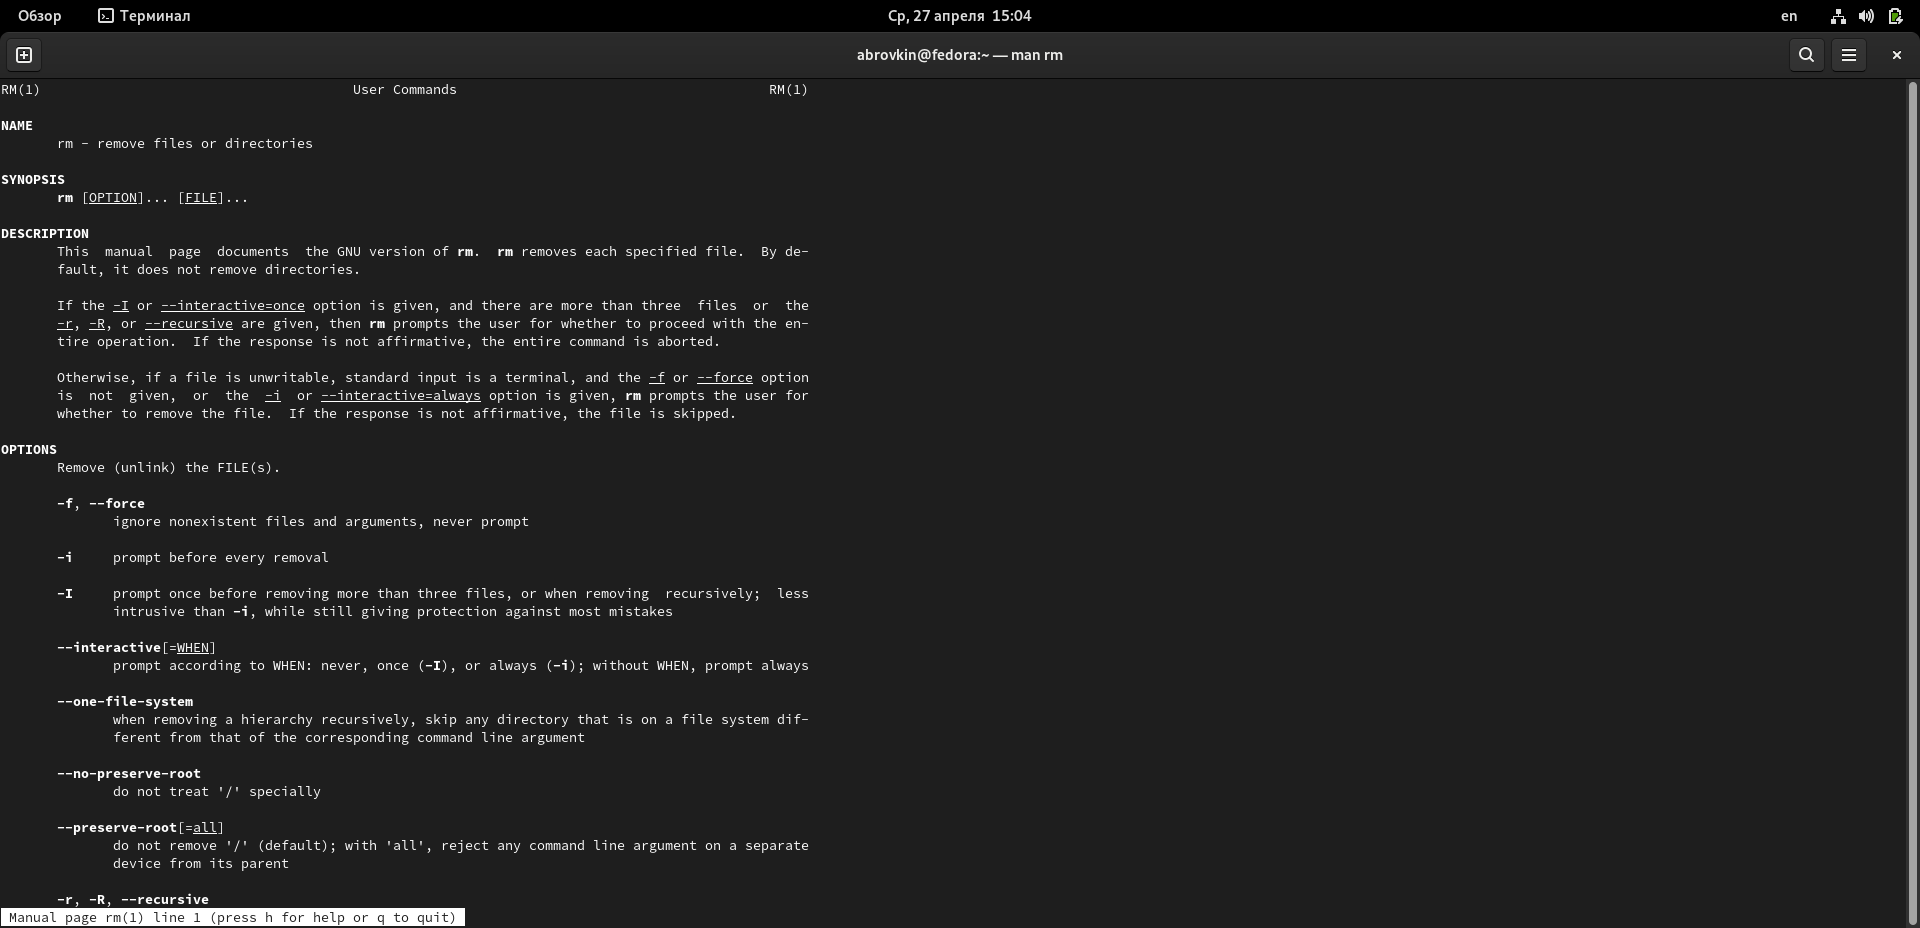 Обзор Терминал Ср, 27 апреля 15:04 en
abrovkin@fedora:~ — man rm
RM(1) User Commands RM(1)
NAME
rm - remove files or directories
SYNOPSIS
rm [OPTION]... [FILE]...
DESCRIPTION
This manual page documents the GNU version of rm. rm removes each specified file. By de-
fault, it does not remove directories.
If the -I or --interactive=once option is given, and there are more than three files or the
-r, -R, or --recursive are given, then rm prompts the user for whether to proceed with the en-
tire operation. If the response is not affirmative, the entire command is aborted.
Otherwise, if a file is unwritable, standard input is a terminal, and the -f or --force option
is not given, or the -i or --interactive=always option is given, rm prompts the user for
whether to remove the file. If the response is not affirmative, the file is skipped.
OPTIONS
Remove (unlink) the FILE(s).
-f, --force
ignore nonexistent files and arguments, never prompt
-i prompt before every removal
-I prompt once before removing more than three files, or when removing recursively; less
intrusive than -i, while still giving protection against most mistakes
--interactive[=WHEN]
prompt according to WHEN: never, once (-I), or always (-i); without WHEN, prompt always
--one-file-system
when removing a hierarchy recursively, skip any directory that is on a file system dif-
ferent from that of the corresponding command line argument
--no-preserve-root
do not treat '/' specially
--preserve-root[=all]
do not remove '/' (default); with 'all', reject any command line argument on a separate
device from its parent
-r, -R, --recursive
Manual page rm(1) line 1 (press h for help or q to quit)